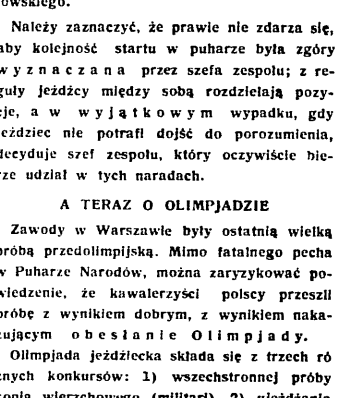 owskiego.
Należy zaznaczyć, że prawie nie zdarza się,
aby kolejność startu w puharze była zgóry
wyznaczana przez szefa zespołu; z re-
guły jeźdźcy między sobą rozdzielają pozy-
cje, a w wyjątkowym wypadku, gdy
jeździec nie potrafi dojść do porozumienia,
decyduje szef zespołu, który oczywiście bie-
rze udział w tych naradach.
A TERAZ O OLIMPJADZIE
Zawody w Warszawie były ostatnią wielką
próbą przedolimpijską. Mimo fatalnego pecha
w Puharze Narodów, można zaryzykować po-
wiedzenie, że kawalerzyści polscy przeszli
próbę z wynikiem dobrym, z wynikiem naka-
zującym obesłanie Olimpjady.
Olimpjada jeździecka składa się z trzech ró
żnych konkursów: 1) wszechstronnej próby
konia wierzchowego (militari), 2) ujeżdżania